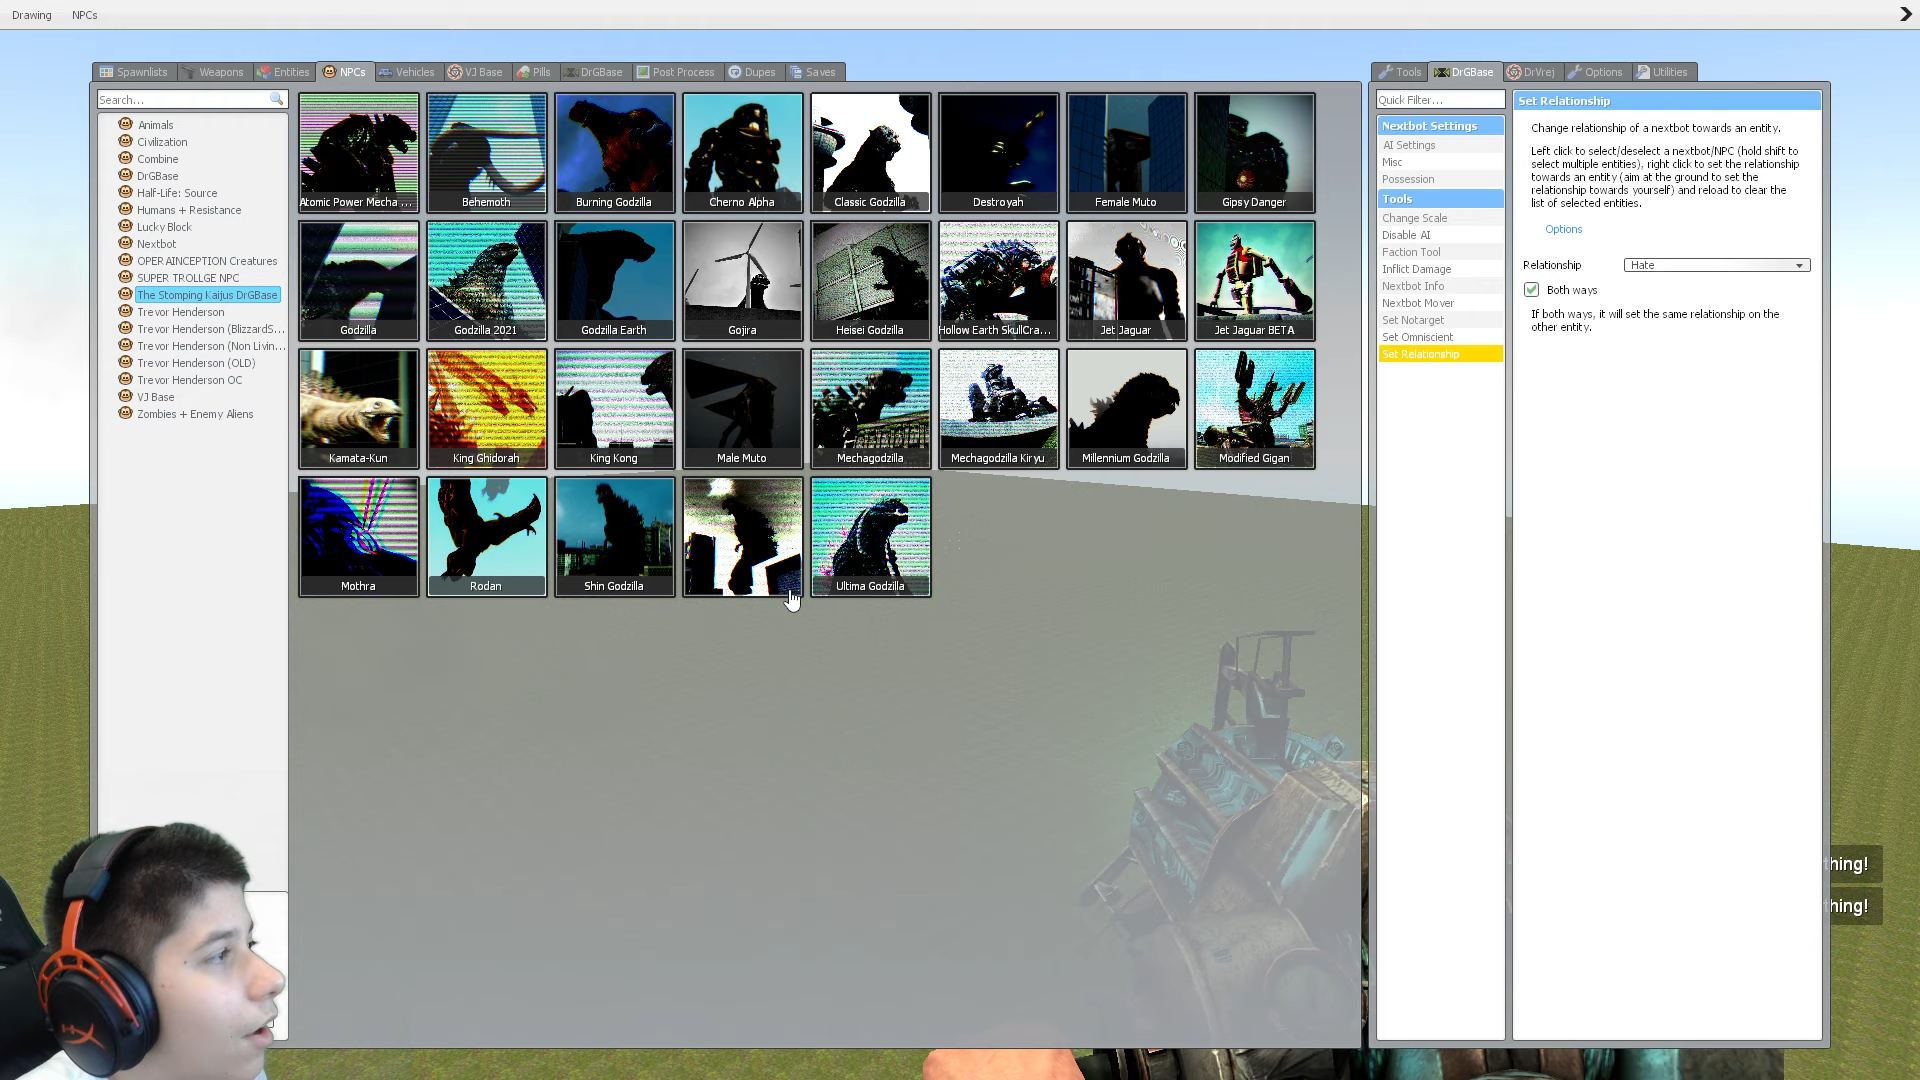 Drawing NPCs
Spawnlists Weapons Entities NPCs Vehicles VJ Base Pills DrGBase Post Process Dupes Saves
Tools DrGBase DrVrej Options Utilities
Search...
Animals
Civilization
Combine
DrGBase
Half-Life: Source
Humans + Resistance
Lucky Block
Nextbot
OPERAINCEPTION Creatures
SUPER TROLLGE NPC
The Stomping Kaijus DrGBase
Trevor Henderson
Trevor Henderson (BlizzardS...
Trevor Henderson (Non Livin...
Trevor Henderson (OLD)
Trevor Henderson OC
VJ Base
Zombies + Enemy Aliens
Atomic Power Mecha ... Behemoth Burning Godzilla Cherno Alpha Classic Godzilla Destroyah Female Muto Gipsy Danger
Godzilla Godzilla 2021 Godzilla Earth Gojira Heisei Godzilla Hollow Earth SkullCra... Jet Jaguar Jet Jaguar BETA
Kamata-Kun King Ghidorah King Kong Male Muto Mechagodzilla Mechagodzilla Kiryu Millennium Godzilla Modified Gigan
Mothra Rodan Shin Godzilla Ultima Godzilla
Quick Filter...
Nextbot Settings
AI Settings
Misc
Possession
Tools
Change Scale
Disable AI
Faction Tool
Inflict Damage
Nextbot Info
Nextbot Mover
Set Notarget
Set Omniscient
Set Relationship
Set Relationship
Change relationship of a nextbot towards an entity.
Left click to select/deselect a nextbot/NPC (hold shift to
select multiple entities), right click to set the relationship
towards an entity (aim at the ground to set the
relationship towards yourself) and reload to clear the
list of selected entities.
Options
Relationship Hate
Both ways
If both ways, it will set the same relationship on the
other entity.
thing!
thing!